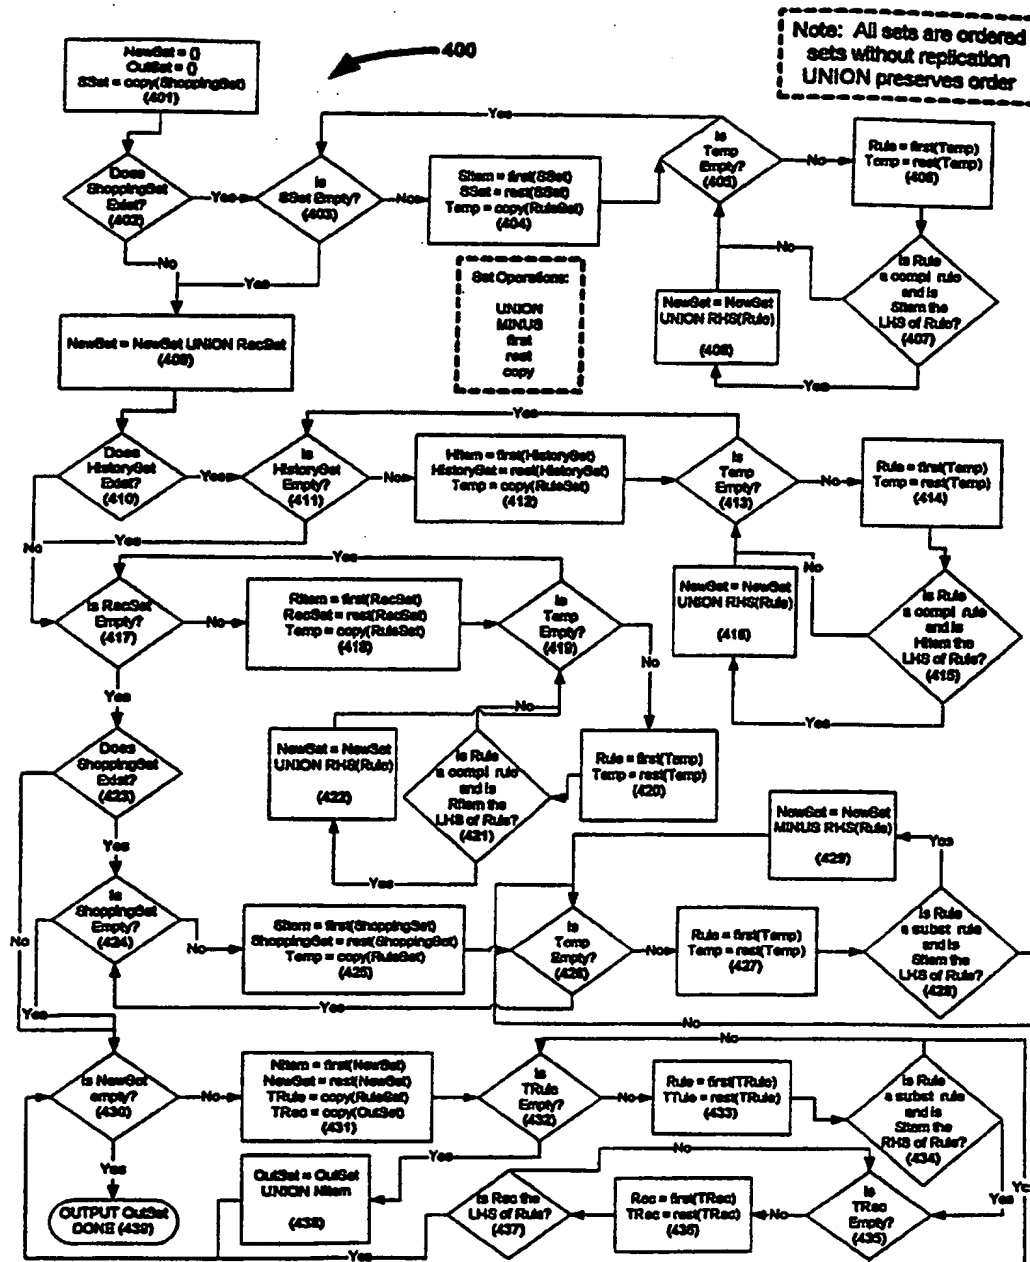 NewSet = {}
OutSet = {}
SSet = copy(ShoppingSet)
(401)
400
Note: All sets are ordered
sets without replication
UNION preserves order
Does
ShoppingSet
Exist?
(402)
Yes
No
Is
SSet Empty?
(403)
Yes
No
SItem = first(SSet)
SSet = rest(SSet)
Temp = copy(RuleSet)
(404)
Is
Temp
Empty?
(405)
Yes
No
Rule = first(Temp)
Temp = rest(Temp)
(406)
Is Rule
a compl rule
and is
SItem the
LHS of Rule?
(407)
No
Yes
NewSet = NewSet
UNION RHS(Rule)
(408)
Set Operations:
UNION
MINUS
first
rest
copy
NewSet = NewSet UNION RecSet
(409)
Does
HistorySet
Exist?
(410)
Yes
No
Is
HistorySet
Empty?
(411)
Yes
No
HItem = first(HistorySet)
HistorySet = rest(HistorySet)
Temp = copy(RuleSet)
(412)
Is
Temp
Empty?
(413)
Yes
No
Rule = first(Temp)
Temp = rest(Temp)
(414)
Is Rule
a compl rule
and is
HItem the
LHS of Rule?
(415)
No
Yes
NewSet = NewSet
UNION RHS(Rule)
(416)
Is RecSet
Empty?
(417)
No
Yes
RItem = first(RecSet)
RecSet = rest(RecSet)
Temp = copy(RuleSet)
(418)
Is
Temp
Empty?
(419)
Yes
No
Rule = first(Temp)
Temp = rest(Temp)
(420)
Is Rule
a compl rule
and is
RItem the
LHS of Rule?
(421)
No
Yes
NewSet = NewSet
UNION RHS(Rule)
(422)
Does
ShoppingSet
Exist?
(423)
Yes
No
Is
ShoppingSet
Empty?
(424)
No
Yes
SItem = first(ShoppingSet)
ShoppingSet = rest(ShoppingSet)
Temp = copy(RuleSet)
(425)
Is
Temp
Empty?
(426)
Yes
No
Rule = first(Temp)
Temp = rest(Temp)
(427)
Is Rule
a subst rule
and is
SItem the
LHS of Rule?
(428)
Yes
No
NewSet = NewSet
MINUS RHS(Rule)
(429)
Is NewSet
empty?
(430)
No
Yes
NItem = first(NewSet)
NewSet = rest(NewSet)
TRule = copy(RuleSet)
TRec = copy(OutSet)
(431)
Is
TRule
Empty?
(432)
Yes
No
Rule = first(TRule)
TTule = rest(TRule)
(433)
Is Rule
a subst rule
and is
SItem the
RHS of Rule?
(434)
No
Yes
Is
TRec
Empty?
(435)
No
Rec = first(TRec)
TRec = rest(TRec)
(436)
Is Rec the
LHS of Rule?
(437)
No
Yes
OutSet = OutSet
UNION NItem
(438)
OUTPUT OutSet
DONE (439)